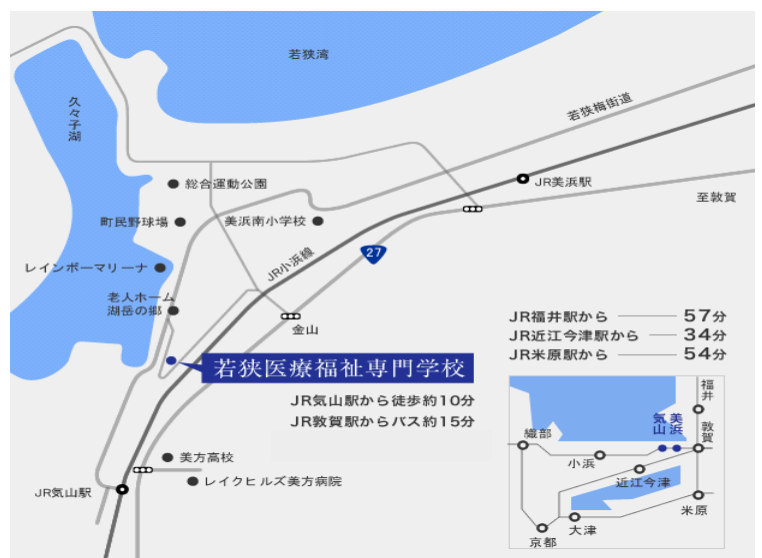 若狭湾
久々子湖
若狭梅街道
総合運動公園
JR美浜駅
至敦賀
町民野球場
美浜南小学校
レインボーマリーナ
JR小浜線
27
老人ホーム
湖岳の郷
金山
JR福井駅から 57分
JR近江今津駅から 34分
JR米原駅から 54分
若狭医療福祉専門学校
JR気山駅から徒歩約10分
JR敦賀駅からバス約15分
美方高校
レイクヒルズ美方病院
JR気山駅
福井
美浜
気山
敦賀
織部
小浜
近江今津
米原
大津
京都